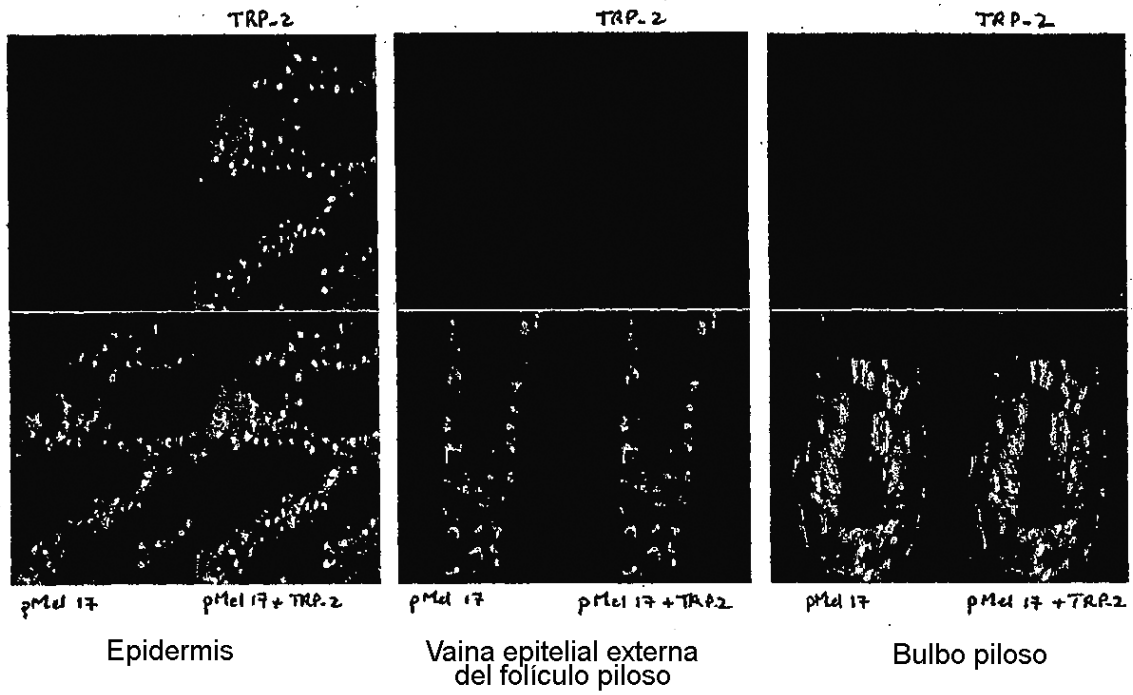 TRP-2
TRP-2
TRP-2
pMel 17
pMel 17 + TRP-2
pMel 17
pMel 17 + TRP-2
pMel 17
pMel 17 + TRP-2
Epidermis
Vaina epitelial externa
del folículo piloso
Bulbo piloso